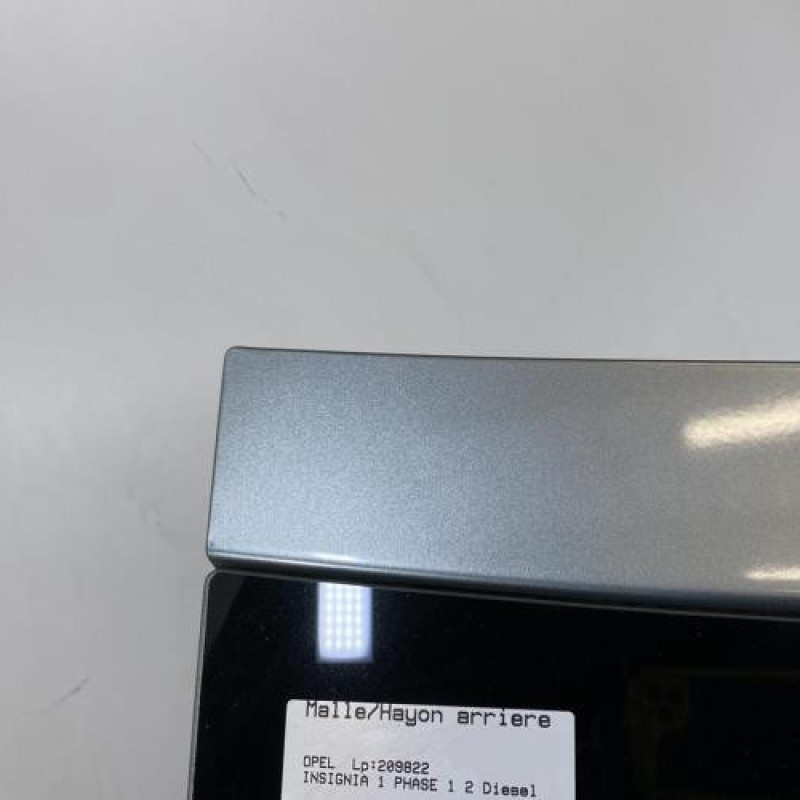 Malle/Hayon arriere
OPEL Lp:209822
INSIGNIA 1 PHASE 1 2 Diesel